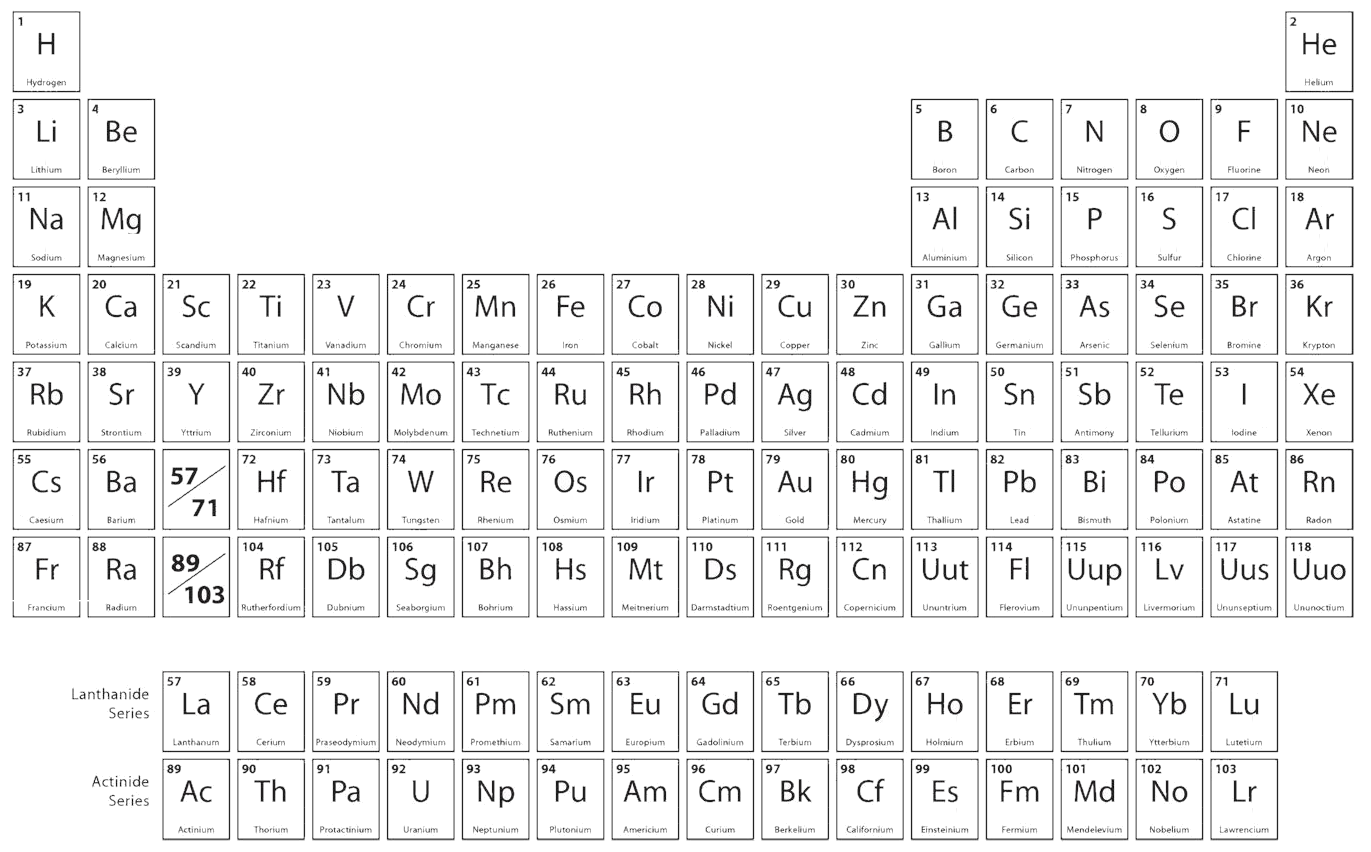 1 2
H He
Hydrogen Helium
3 4 5 6 7 8 9 10
Li Be B C N O F Ne
Lithium Beryllium Boron Carbon Nitrogen Oxygen Fluorine Neon
11 12 13 14 15 16 17 18
Na Mg Al Si P S Cl Ar
Sodium Magnesium Aluminium Silicon Phosphorus Sulfur Chlorine Argon
19 20 21 22 23 24 25 26 27 28 29 30 31 32 33 34 35 36
K Ca Sc Ti V Cr Mn Fe Co Ni Cu Zn Ga Ge As Se Br Kr
Potassium Calcium Scandium Titanium Vanadium Chromium Manganese Iron Cobalt Nickel Copper Zinc Gallium Germanium Arsenic Selenium Bromine Krypton
37 38 39 40 41 42 43 44 45 46 47 48 49 50 51 52 53 54
Rb Sr Y Zr Nb Mo Tc Ru Rh Pd Ag Cd In Sn Sb Te I Xe
Rubidium Strontium Yttrium Zirconium Niobium Molybdenum Technetium Ruthenium Rhodium Palladium Silver Cadmium Indium Tin Antimony Tellurium Iodine Xenon
55 56 57/71 72 73 74 75 76 77 78 79 80 81 82 83 84 85 86
Cs Ba Hf Ta W Re Os Ir Pt Au Hg Tl Pb Bi Po At Rn
Caesium Barium Hafnium Tantalum Tungsten Rhenium Osmium Iridium Platinum Gold Mercury Thallium Lead Bismuth Polonium Astatine Radon
87 88 89/103 104 105 106 107 108 109 110 111 112 113 114 115 116 117 118
Fr Ra Rf Db Sg Bh Hs Mt Ds Rg Cn Uut Fl Uup Lv Uus Uuo
Francium Radium Rutherfordium Dubnium Seaborgium Bohrium Hassium Meitnerium Darmstadtium Roentgenium Copernicium Ununtrium Flerovium Ununpentium Livermorium Ununseptium Ununoctium
Lanthanide
Series
57 58 59 60 61 62 63 64 65 66 67 68 69 70 71
La Ce Pr Nd Pm Sm Eu Gd Tb Dy Ho Er Tm Yb Lu
Lanthanum Cerium Praseodymium Neodymium Promethium Samarium Europium Gadolinium Terbium Dysprosium Holmium Erbium Thulium Ytterbium Lutetium
Actinide
Series
89 90 91 92 93 94 95 96 97 98 99 100 101 102 103
Ac Th Pa U Np Pu Am Cm Bk Cf Es Fm Md No Lr
Actinium Thorium Protactinium Uranium Neptunium Plutonium Americium Curium Berkelium Californium Einsteinium Fermium Mendelevium Nobelium Lawrencium